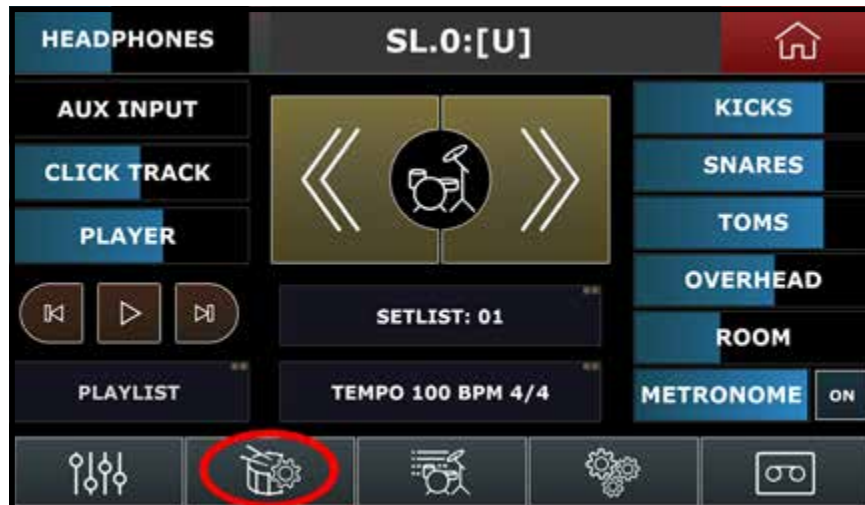 HEADPHONES
SL.0:[U]
AUX INPUT
CLICK TRACK
PLAYER
PLAYLIST
SETLIST: 01
TEMPO 100 BPM 4/4
KICKS
SNARES
TOMS
OVERHEAD
ROOM
METRONOME ON